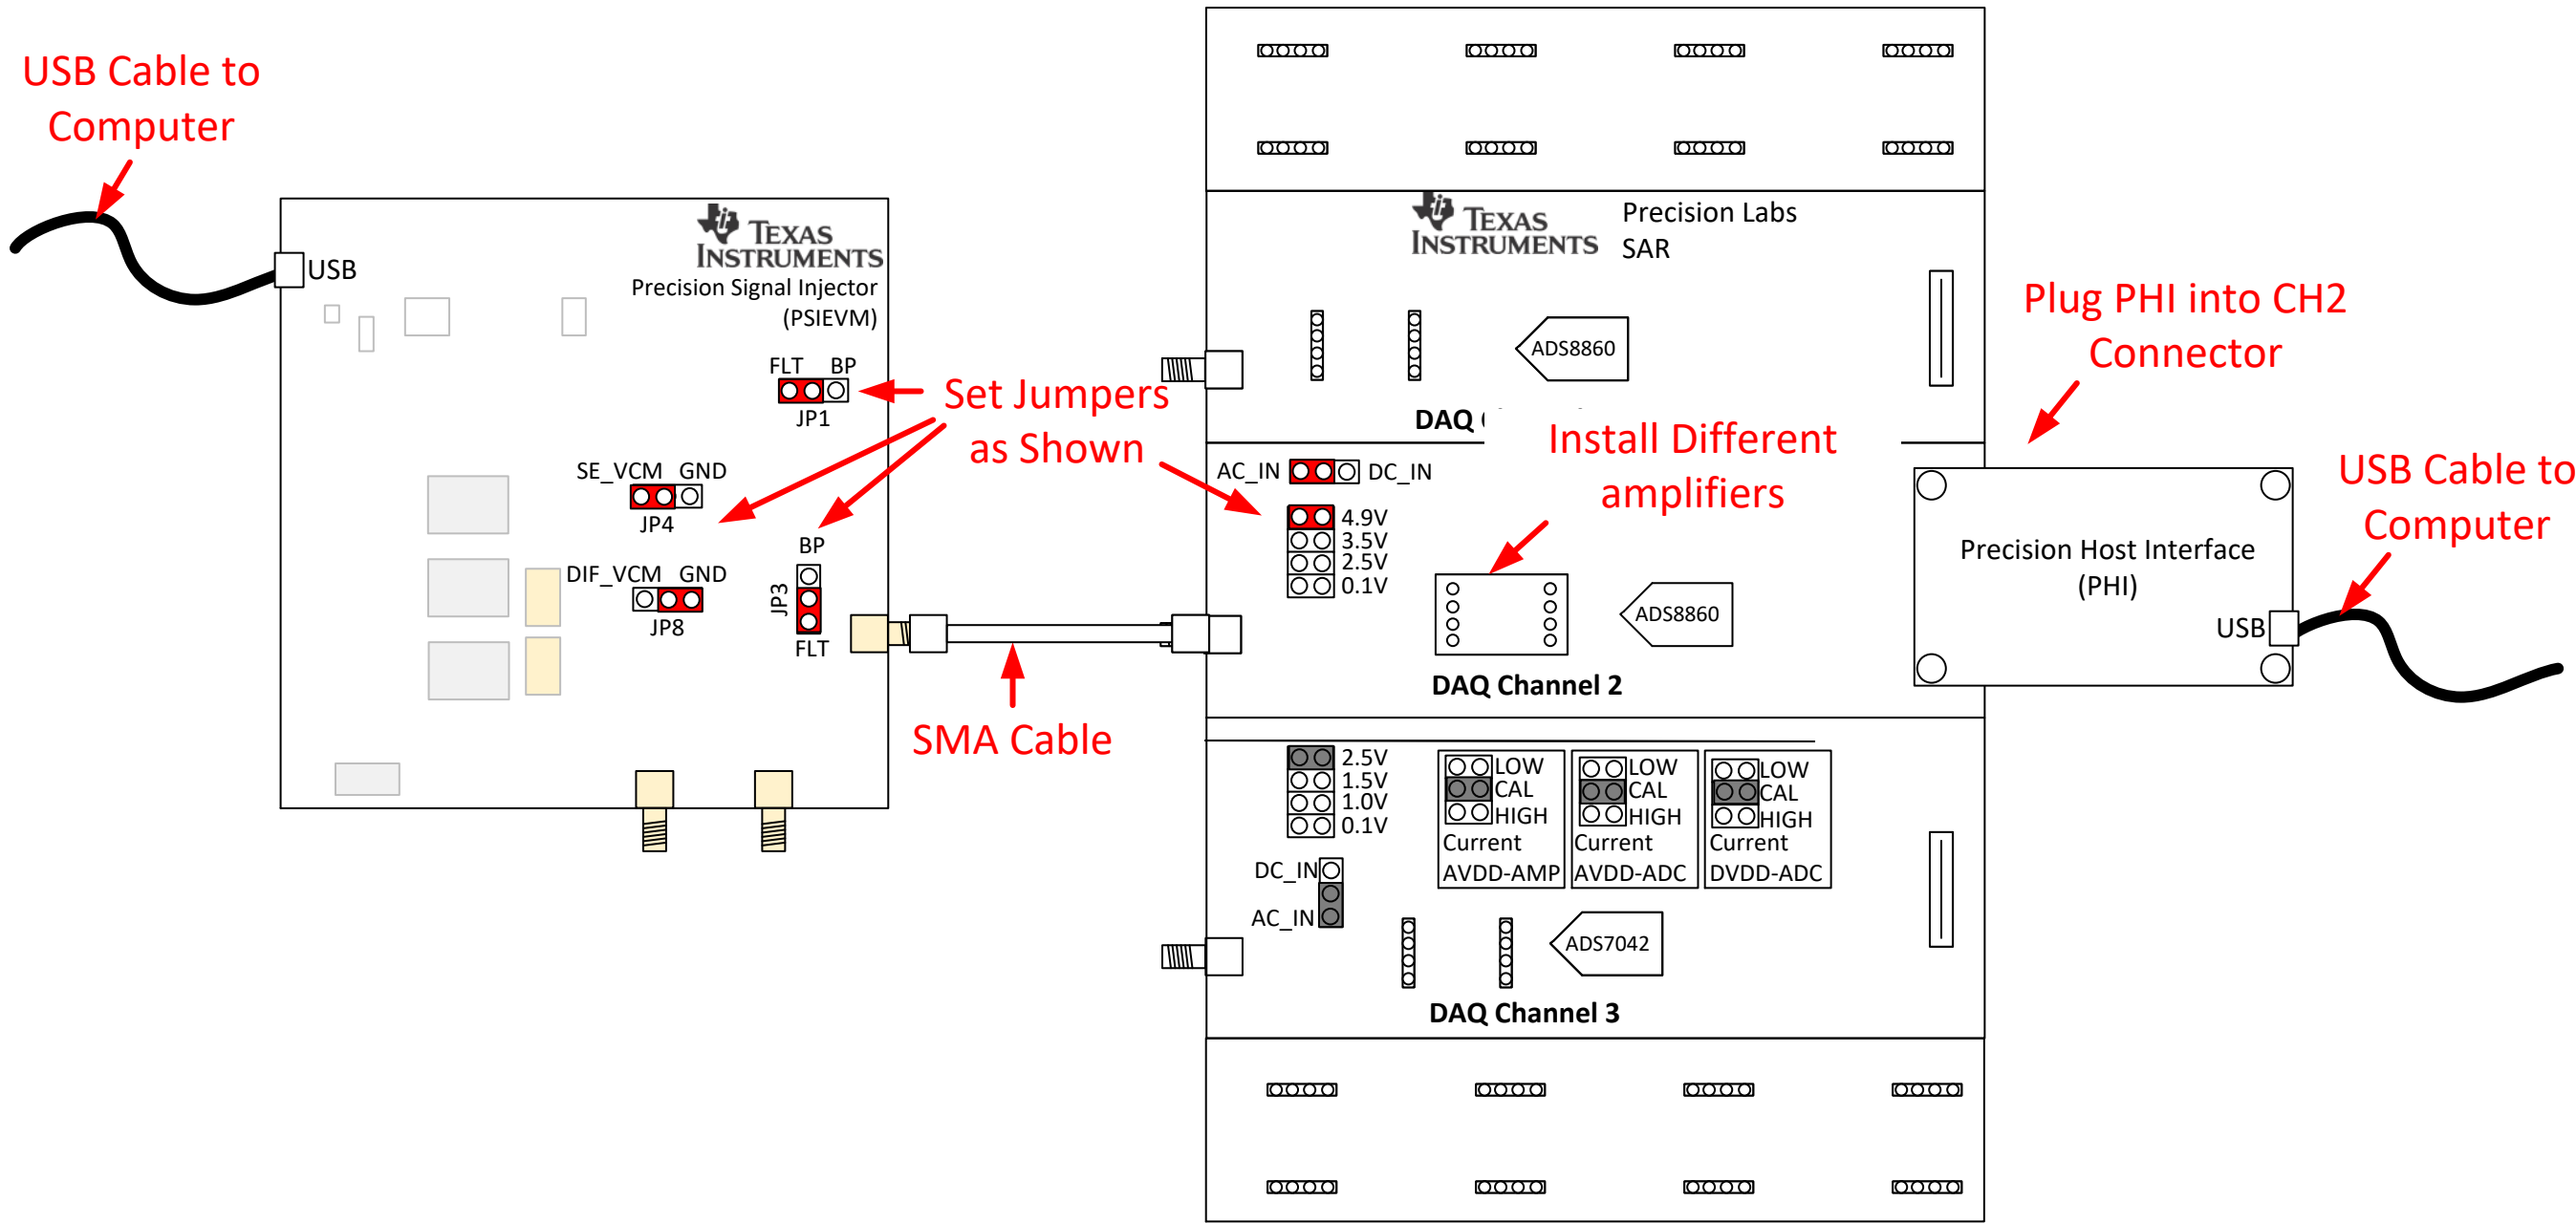 USB Cable to
Computer
USB
TEXAS
INSTRUMENTS
Precision Signal Injector
(PSIEVM)
FLT BP
JP1
SE_VCM GND
JP4
DIF_VCM GND
JP8
BP
JP3
FLT
Set Jumpers
as Shown
SMA Cable
TEXAS
INSTRUMENTS
Precision Labs
SAR
ADS8860
DAQ
Install Different
amplifiers
AC_IN DC_IN
4.9V
3.5V
2.5V
0.1V
ADS8860
DAQ Channel 2
Plug PHI into CH2
Connector
Precision Host Interface
(PHI)
USB
USB Cable to
Computer
2.5V
1.5V
1.0V
0.1V
DC_IN
AC_IN
LOW
CAL
HIGH
Current
AVDD-AMP
LOW
CAL
HIGH
Current
AVDD-ADC
LOW
CAL
HIGH
Current
DVDD-ADC
ADS7042
DAQ Channel 3